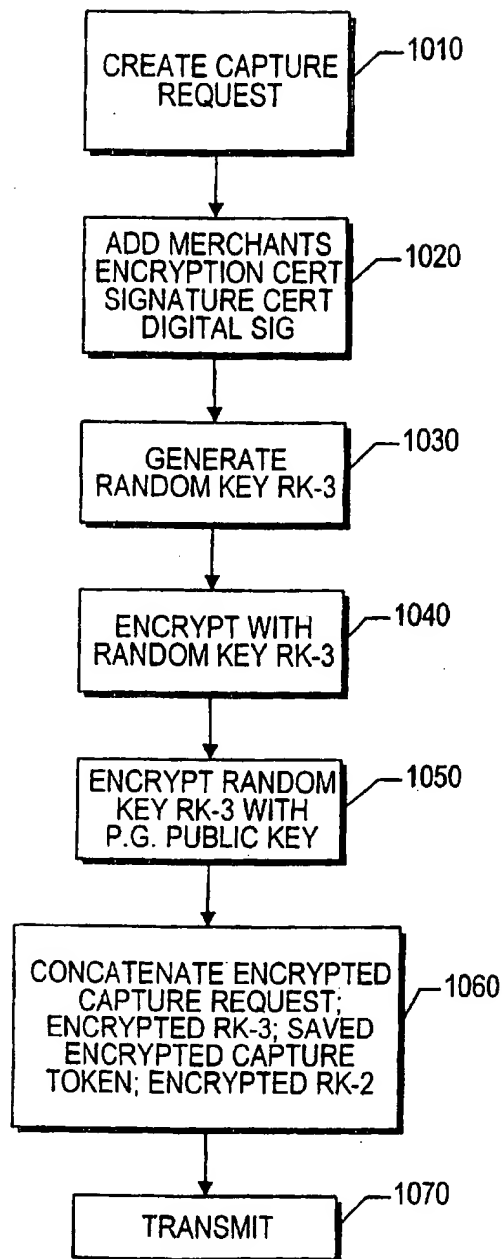 CREATE CAPTURE
REQUEST
1010
ADD MERCHANTS
ENCRYPTION CERT
SIGNATURE CERT
DIGITAL SIG
1020
GENERATE
RANDOM KEY RK-3
1030
ENCRYPT WITH
RANDOM KEY RK-3
1040
ENCRYPT RANDOM
KEY RK-3 WITH
P.G. PUBLIC KEY
1050
CONCATENATE ENCRYPTED
CAPTURE REQUEST;
ENCRYPTED RK-3; SAVED
ENCRYPTED CAPTURE
TOKEN; ENCRYPTED RK-2
1060
TRANSMIT
1070